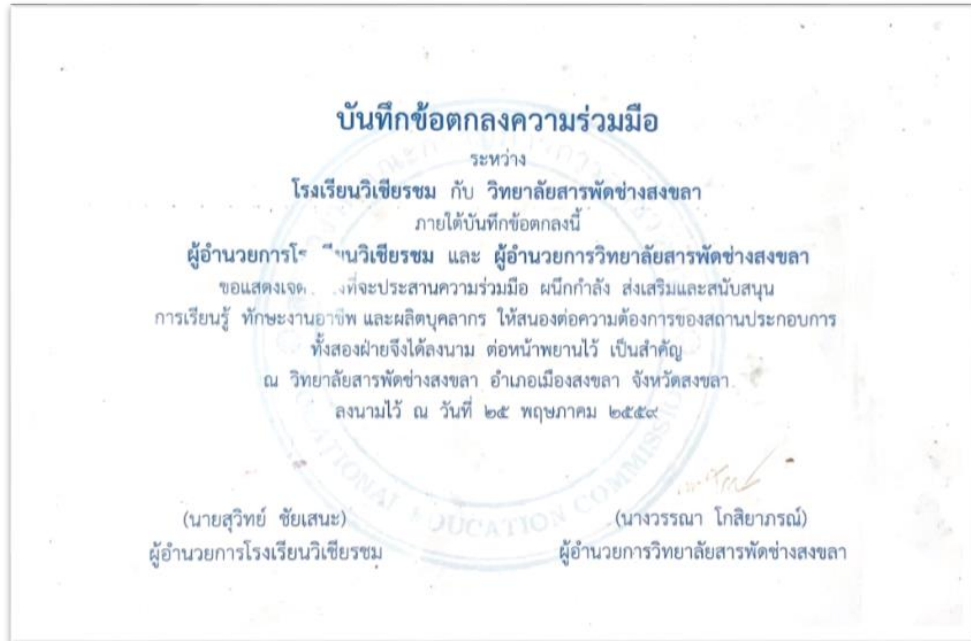 บันทึกข้อตกลงความร่วมมือ
ระหว่าง
โรงเรียนวิเชียรชม กับ วิทยาลัยสารพัดช่างสงขลา
ภายใต้บันทึกข้อตกลงนี้
ผู้อำนวยการโร ียนวิเชียรชม และ ผู้อำนวยการวิทยาลัยสารพัดช่างสงขลา
ขอแสดงเจต ที่จะประสานความร่วมมือ ผนึกกำลัง ส่งเสริมและสนับสนุน
การเรียนรู้ ทักษะงานอาชีพ และผลิตบุคลากร ให้สนองต่อความต้องการของสถานประกอบการ
ทั้งสองฝ่ายจึงได้ลงนาม ต่อหน้าพยานไว้ เป็นสำคัญ
ณ วิทยาลัยสารพัดช่างสงขลา อำเภอเมืองสงขลา จังหวัดสงขลา
ลงนามไว้ ณ วันที่ ๒๕ พฤษภาคม ๒๕๕๙
(นายสุวิทย์ ชัยเสนะ) (นางวรรณา โกสิยาภรณ์)
ผู้อำนวยการโรงเรียนวิเชียรชม ผู้อำนวยการวิทยาลัยสารพัดช่างสงขลา
EDUCATION COMMISSION